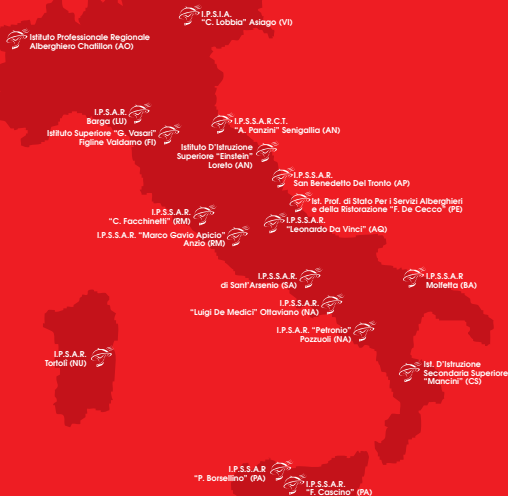 I.P.S.I.A.
"C. Lobbia" Asiago (VI)
Istituto Professionale Regionale
Alberghiero Chatillon (AO)
I.P.S.A.R.
Barga (LU)
Istituto Superiore "G. Vasari"
Figline Valdarno (FI)
I.P.S.S.A.R.C.T.
"A. Panzini" Senigallia (AN)
Istituto D'Istruzione
Superiore "Einstein"
Loreto (AN)
I.P.S.S.A.R.
San Benedetto Del Tronto (AP)
Ist. Prof. di Stato Per i Servizi Alberghieri
e della Ristorazione "F. De Cecco" (PE)
I.P.S.S.A.R.
"C. Facchinetti" (RM)
I.P.S.S.A.R.
"Leonardo Da Vinci" (AQ)
I.P.S.S.A.R. "Marco Gavio Apicio"
Anzio (RM)
I.P.S.S.A.R.
di Sant'Arsenio (SA)
I.P.S.S.A.R
Molfetta (BA)
I.P.S.S.A.R.
"Luigi De Medici" Ottaviano (NA)
I.P.S.A.R. "Petronio"
Pozzuoli (NA)
I.P.S.A.R.
Tortolì (NU)
Ist. D'Istruzione
Secondaria Superiore
"Mancini" (CS)
I.P.S.S.A.R
"P. Borsellino" (PA)
I.P.S.S.A.R.
"F. Cascino" (PA)